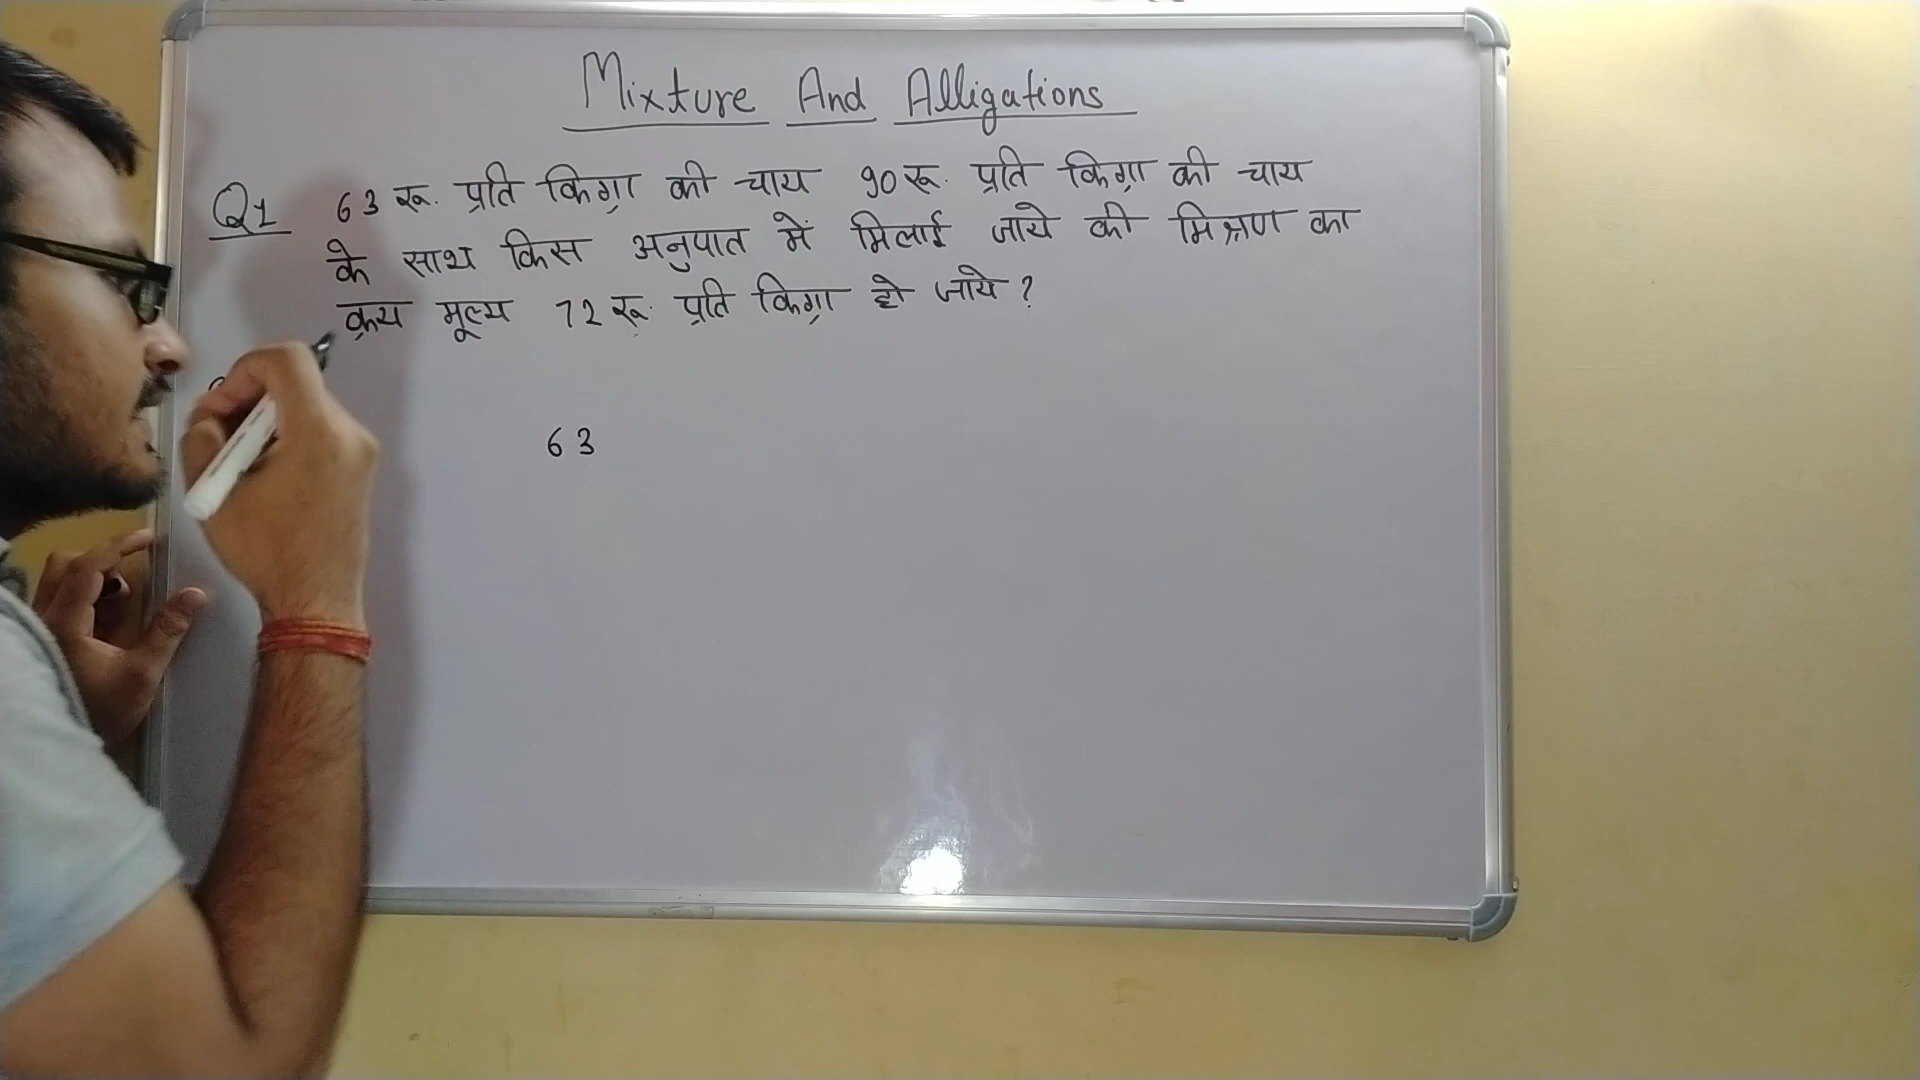 Mixture And Alligations
Q1 63 रू. प्रति किग्रा की चाय 90 रू. प्रति किग्रा की चाय
के साथ किस अनुपात में मिलाई जाये की मिश्रण का
क्रय मूल्य 72 रू. प्रति किग्रा हो जाये ?
63